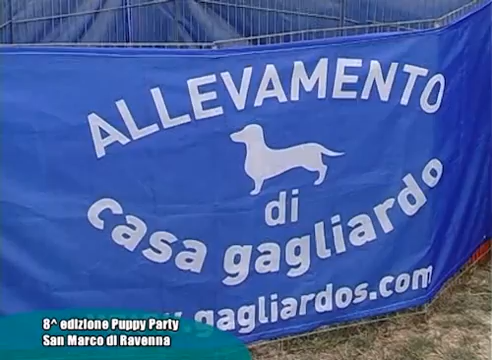 ALLEVAMENTO
di
casa gagliardo
.gagliardos.com
8^ edizione Puppy Party
San Marco di Ravenna